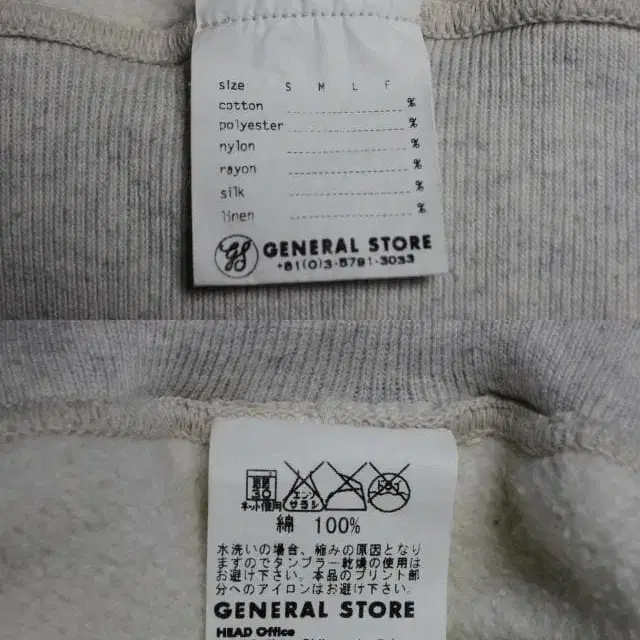 size S M L F
cotton %
polyester %
nylon %
rayon %
silk %
linen %
gs GENERAL STORE
+81(0)3-5791-3033
30
ネット使用
エンソ
サラシ
綿 100%
水洗いの場合、縮みの原因となり
ますのでタンブラー乾燥の使用は
お避け下さい。本品のプリント部
分へのアイロンはお避け下さい。
GENERAL STORE
HEAD Office